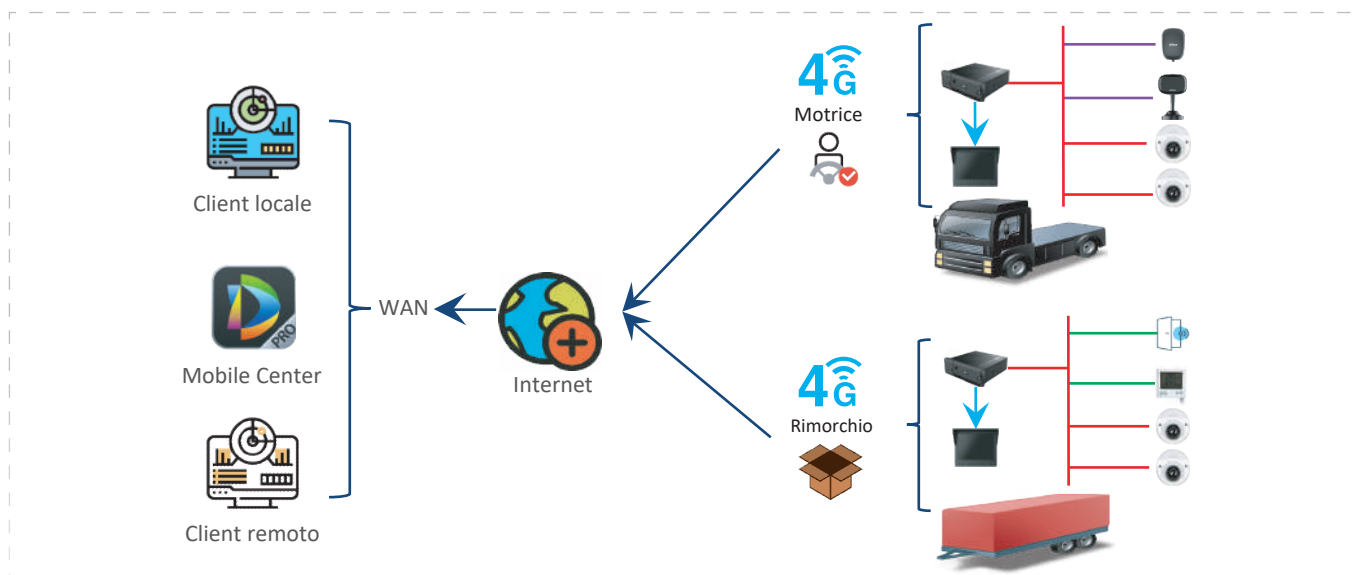 4G
Motrice
Client locale
WAN
Internet
PRO
Mobile Center
4G
Rimorchio
Client remoto